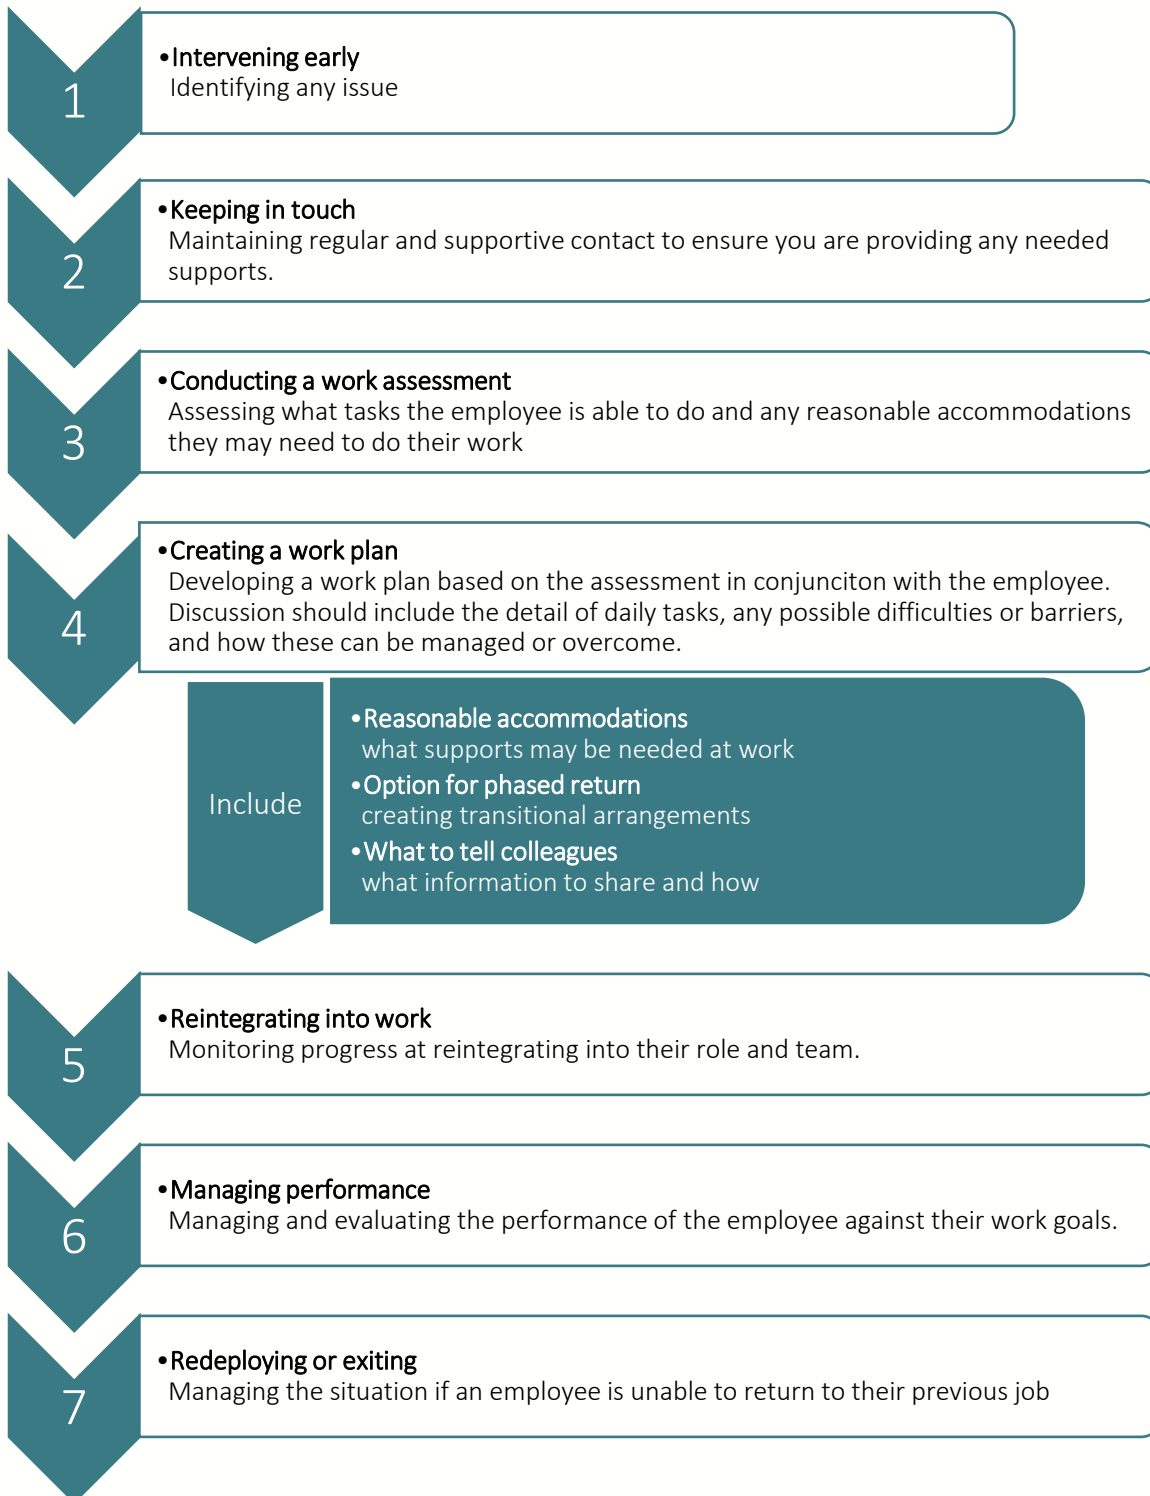 1
•Intervening early
Identifying any issue
2
•Keeping in touch
Maintaining regular and supportive contact to ensure you are providing any needed
supports.
3
•Conducting a work assessment
Assessing what tasks the employee is able to do and any reasonable accommodations
they may need to do their work
4
•Creating a work plan
Developing a work plan based on the assessment in conjunciton with the employee.
Discussion should include the detail of daily tasks, any possible difficulties or barriers,
and how these can be managed or overcome.
Include
•Reasonable accommodations
what supports may be needed at work
•Option for phased return
creating transitional arrangements
•What to tell colleagues
what information to share and how
5
•Reintegrating into work
Monitoring progress at reintegrating into their role and team.
6
•Managing performance
Managing and evaluating the performance of the employee against their work goals.
7
•Redeploying or exiting
Managing the situation if an employee is unable to return to their previous job